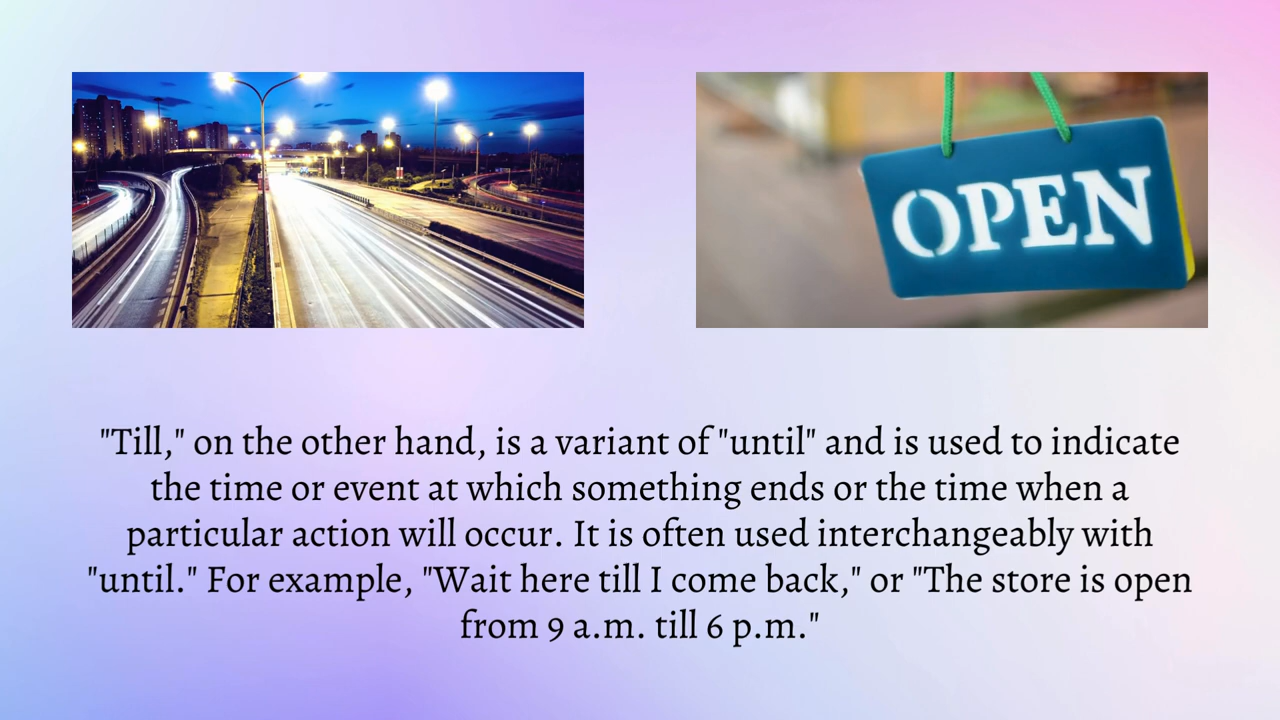 OPEN
"Till," on the other hand, is a variant of "until" and is used to indicate
the time or event at which something ends or the time when a
particular action will occur. It is often used interchangeably with
"until." For example, "Wait here till I come back," or "The store is open
from 9 a.m. till 6 p.m."